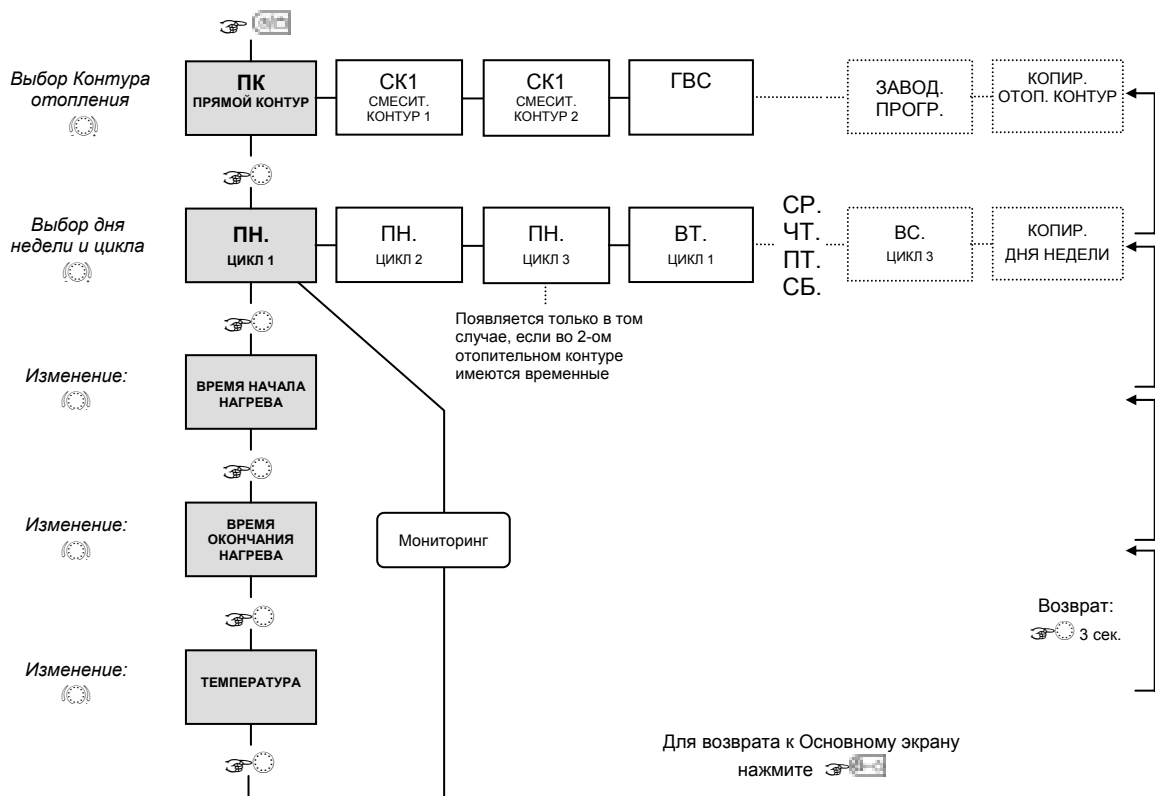 Выбор Контура
отопления
ПК
ПРЯМОЙ КОНТУР
СК1
СМЕСИТ.
КОНТУР 1
СК1
СМЕСИТ.
КОНТУР 2
ГВС
ЗАВОД.
ПРОГР.
КОПИР.
ОТОП. КОНТУР
Выбор дня
недели и цикла
ПН.
ЦИКЛ 1
ПН.
ЦИКЛ 2
ПН.
ЦИКЛ 3
ВТ.
ЦИКЛ 1
СР.
ЧТ.
ПТ.
СБ.
ВС.
ЦИКЛ 3
КОПИР.
ДНЯ НЕДЕЛИ
Появляется только в том
случае, если во 2-ом
отопительном контуре
имеются временные
Изменение:
ВРЕМЯ НАЧАЛА
НАГРЕВА
Изменение:
ВРЕМЯ
ОКОНЧАНИЯ
НАГРЕВА
Мониторинг
Возврат:
3 сек.
Изменение:
ТЕМПЕРАТУРА
Для возврата к Основному экрану
нажмите